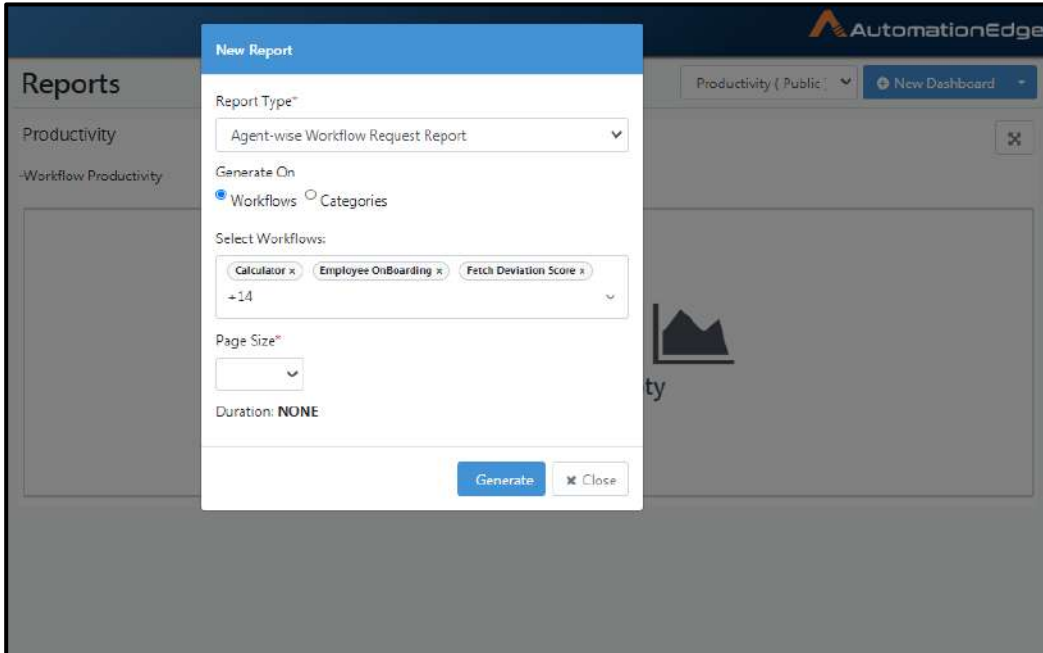 AutomationEdge
New Report
Reports
Productivity ( Public )
New Dashboard
Report Type*
Productivity
Agent-wise Workflow Request Report
-Workflow Productivity
Generate On
Workflows Categories
Select Workflows:
Calculator x Employee OnBoarding x Fetch Deviation Score x
+14
Page Size*
ty
Duration: NONE
Generate
✖ Close